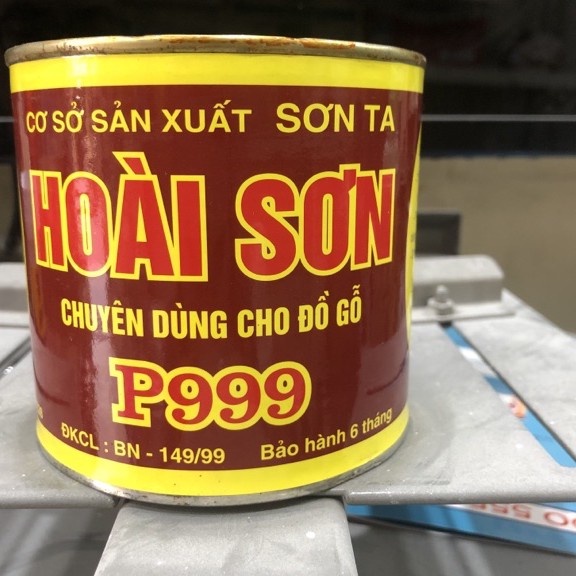 CƠ SỞ SẢN XUẤT SƠN TA
HOÀI SƠN
CHUYÊN DÙNG CHO ĐỒ GỖ
P999
ĐKCL : BN - 149/99 Bảo hành 6 tháng